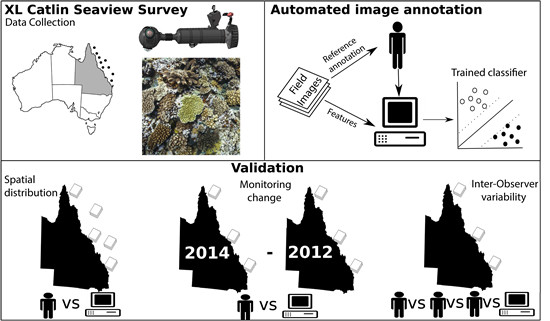 XL Catlin Seaview Survey
Data Collection
Automated image annotation
Reference
annotation
Field
Images
Features
Trained classifier
Validation
Spatial
distribution
Monitoring
change
Inter-Observer
variability
2014 - 2012
vs
vs
vs vs vs